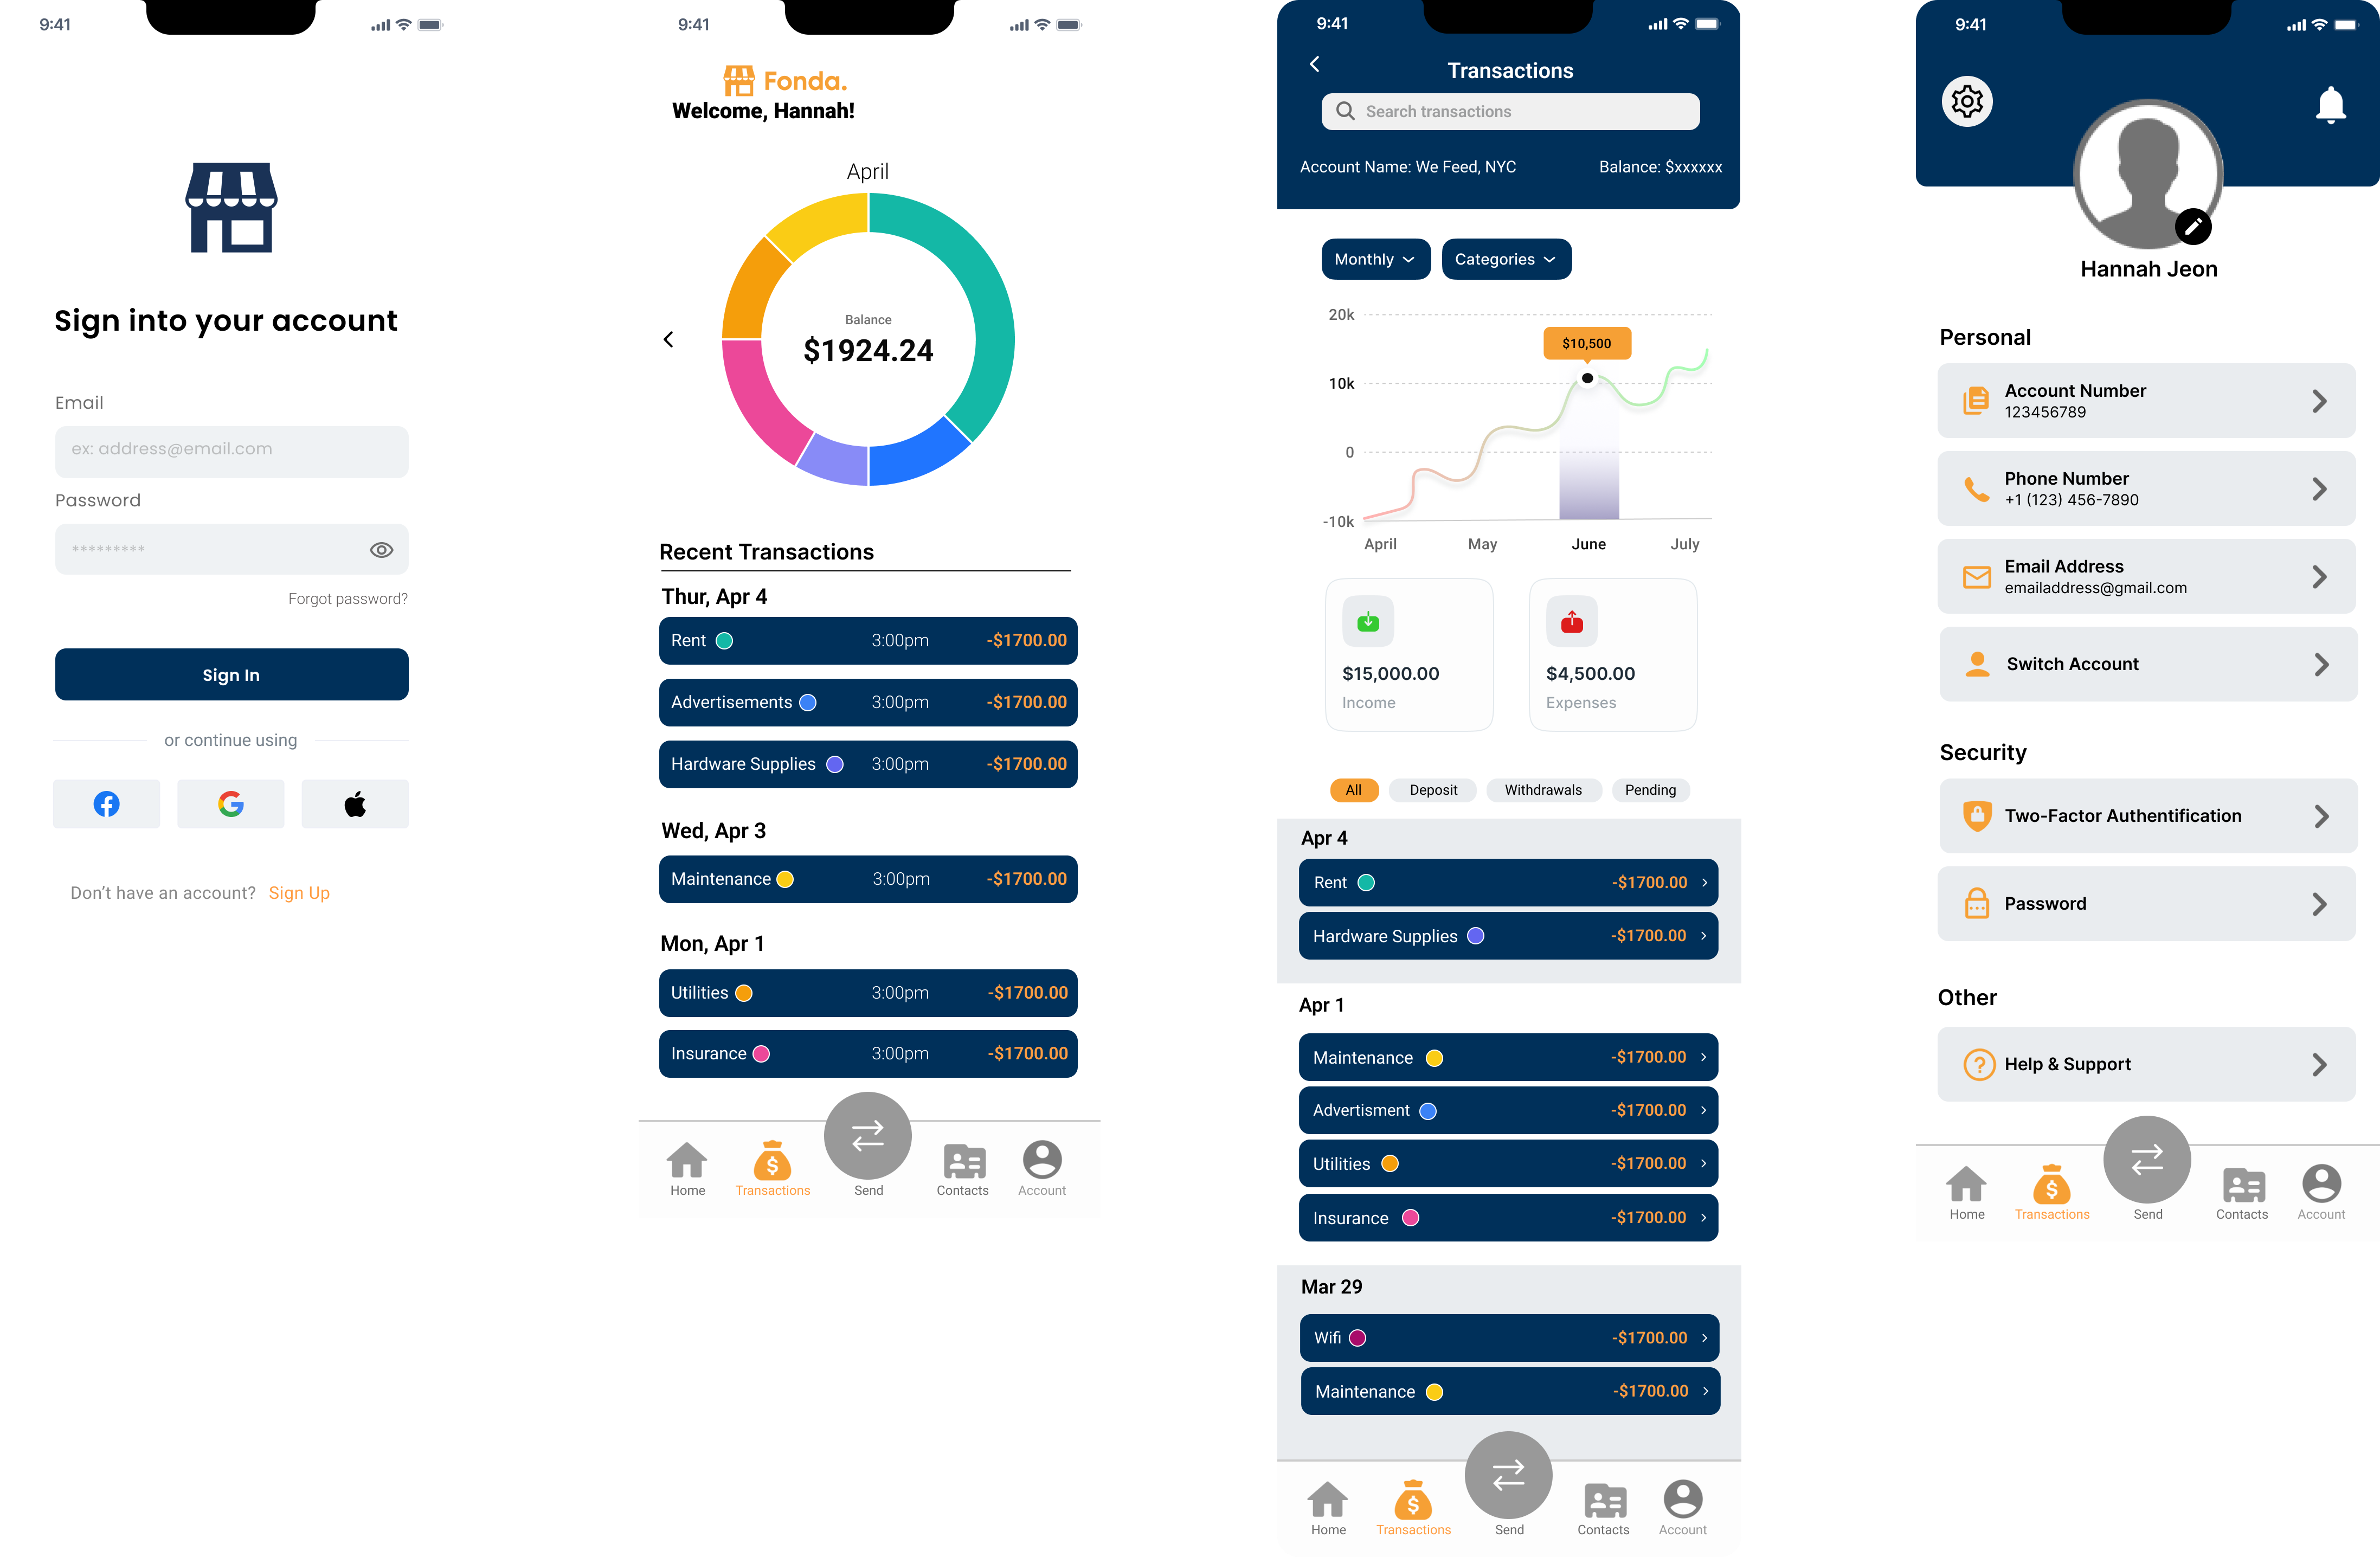 9:41
Sign into your account
Email
ex: address@email.com
Password
*********
Forgot password?
Sign In
or continue using
Don't have an account? Sign Up
9:41
Fonda.
Welcome, Hannah!
April
Balance
$1924.24
Recent Transactions
Thur, Apr 4
Rent 3:00pm -$1700.00
Advertisements 3:00pm -$1700.00
Hardware Supplies 3:00pm -$1700.00
Wed, Apr 3
Maintenance 3:00pm -$1700.00
Mon, Apr 1
Utilities 3:00pm -$1700.00
Insurance 3:00pm -$1700.00
Home Transactions Send Contacts Account
9:41
Transactions
Search transactions
Account Name: We Feed, NYC Balance: $xxxxxx
Monthly Categories
20k
$10,500
10k
0
-10k
April May June July
$15,000.00 $4,500.00
Income Expenses
All Deposit Withdrawals Pending
Apr 4
Rent -$1700.00
Hardware Supplies -$1700.00
Apr 1
Maintenance -$1700.00
Advertisment -$1700.00
Utilities -$1700.00
Insurance -$1700.00
Mar 29
Wifi -$1700.00
Maintenance -$1700.00
Home Transactions Send Contacts Account
9:41
Hannah Jeon
Personal
Account Number
123456789
Phone Number
+1 (123) 456-7890
Email Address
emailaddress@gmail.com
Switch Account
Security
Two-Factor Authentification
Password
Other
Help & Support
Home Transactions Send Contacts Account